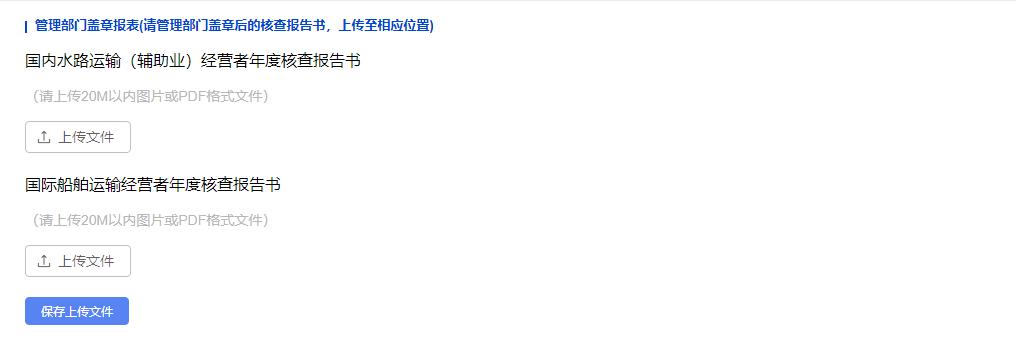 管理部门盖章报表(请管理部门盖章后的核查报告书，上传至相应位置)
国内水路运输（辅助业）经营者年度核查报告书
（请上传20M以内图片或PDF格式文件）
上传文件
国际船舶运输经营者年度核查报告书
（请上传20M以内图片或PDF格式文件）
上传文件
保存上传文件